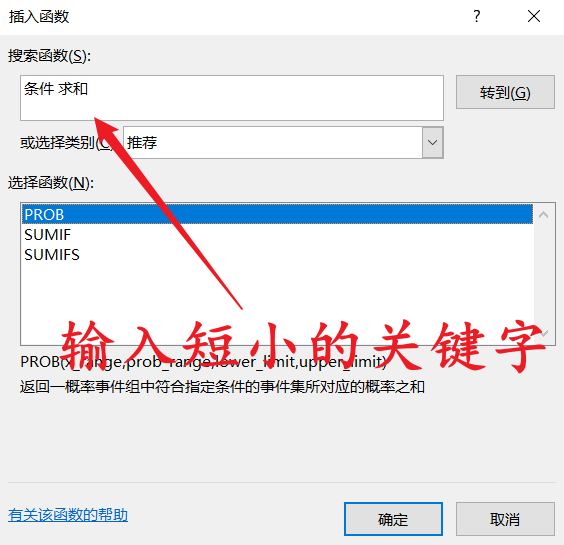 插入函数
搜索函数(S):
条件 求和
转到(G)
或选择类别(C)
推荐
选择函数(N):
PROB
SUMIF
SUMIFS
输入短小的关键字
PROB(x_range,prob_range,lower_limit,upper_limit)
返回一概率事件组中符合指定条件的事件集所对应的概率之和
有关该函数的帮助
确定
取消